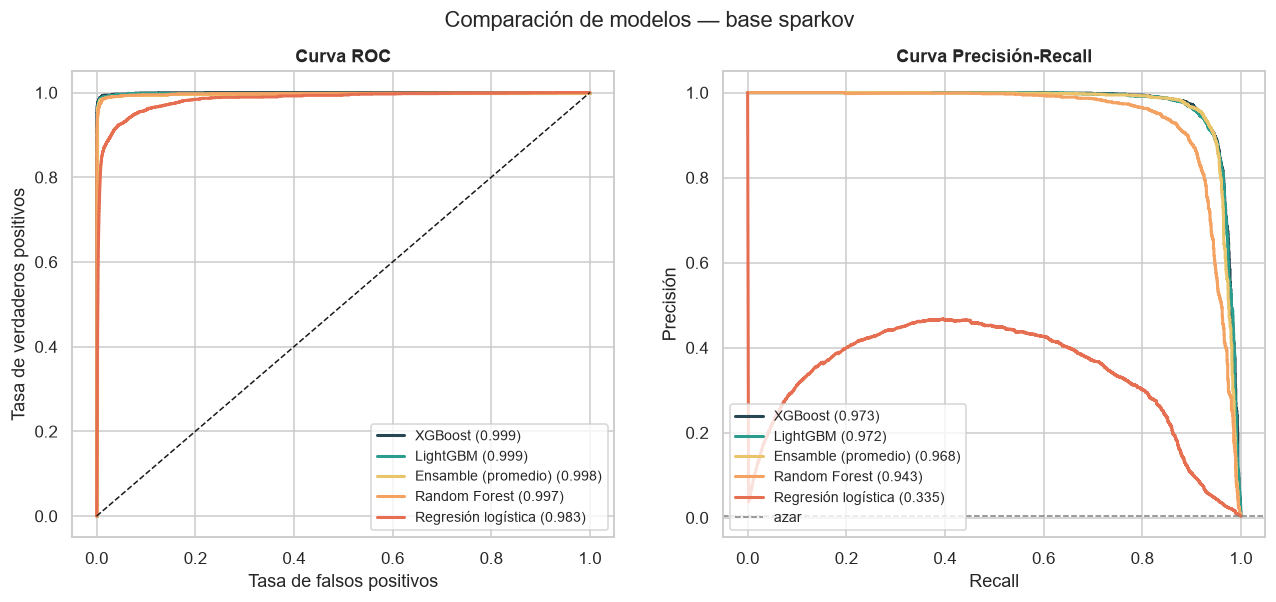 Comparación de modelos — base sparkov
Curva ROC
Tasa de verdaderos positivos
1.0
0.8
0.6
0.4
0.2
0.0
XGBoost (0.999)
LightGBM (0.999)
Ensamble (promedio) (0.998)
Random Forest (0.997)
Regresión logística (0.983)
0.0 0.2 0.4 0.6 0.8 1.0
Tasa de falsos positivos
Curva Precisión-Recall
Precisión
1.0
0.8
0.6
0.4
0.2
0.0
XGBoost (0.973)
LightGBM (0.972)
Ensamble (promedio) (0.968)
Random Forest (0.943)
Regresión logística (0.335)
azar
0.0 0.2 0.4 0.6 0.8 1.0
Recall